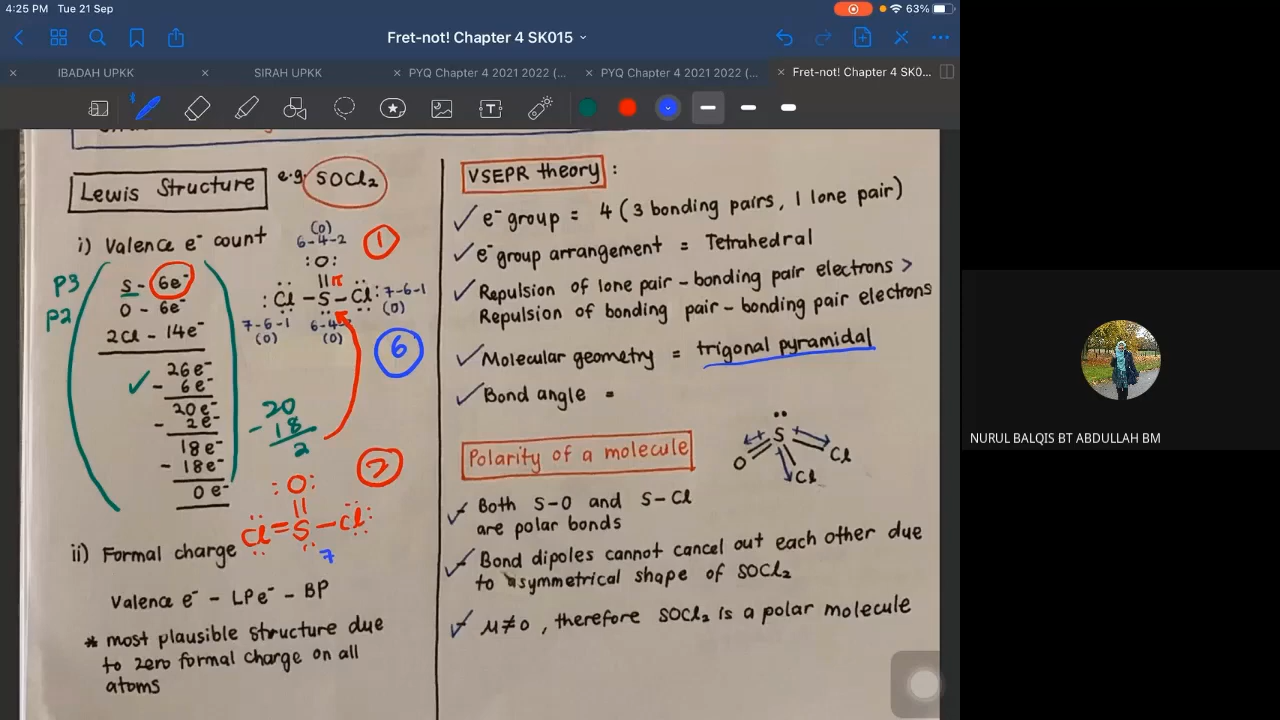 4:25 PM Tue 21 Sep
63%
Fret-not! Chapter 4 SK015
IBADAH UPKK
SIRAH UPKK
PYQ Chapter 4 2021 2022 (...
PYQ Chapter 4 2021 2022 (...
Fret-not! Chapter 4 SK0...
Lewis Structure
e.g. SOCl2
i) Valence e- count
(0)
6-4-2
1
:O:
π
:Cl - S - Cl:
7-6-1
(0)
7-6-1
(0)
6-4-
(0)
6
P3
P2
S - 6e-
O - 6e-
2Cl - 14e-
26e-
- 6e-
20e-
- 2e-
18e-
- 18e-
0e-
20
- 18
2
2
:O:
Cl = S - Cl:
7
ii) Formal charge
Valence e- - LPe- - BP
* most plausible structure due
to zero formal charge on all
atoms
VSEPR theory :
e- group = 4 (3 bonding pairs, 1 lone pair)
e- group arrangement = Tetrahedral
Repulsion of lone pair - bonding pair electrons >
Repulsion of bonding pair - bonding pair electrons
Molecular geometry = trigonal pyramidal
Bond angle =
S
O
Cl
Cl
Polarity of a molecule
Both S-O and S-Cl
are polar bonds
Bond dipoles cannot cancel out each other due
to asymmetrical shape of SOCl2
μ≠0, therefore SOCl2 is a polar molecule
NURUL BALQIS BT ABDULLAH BM